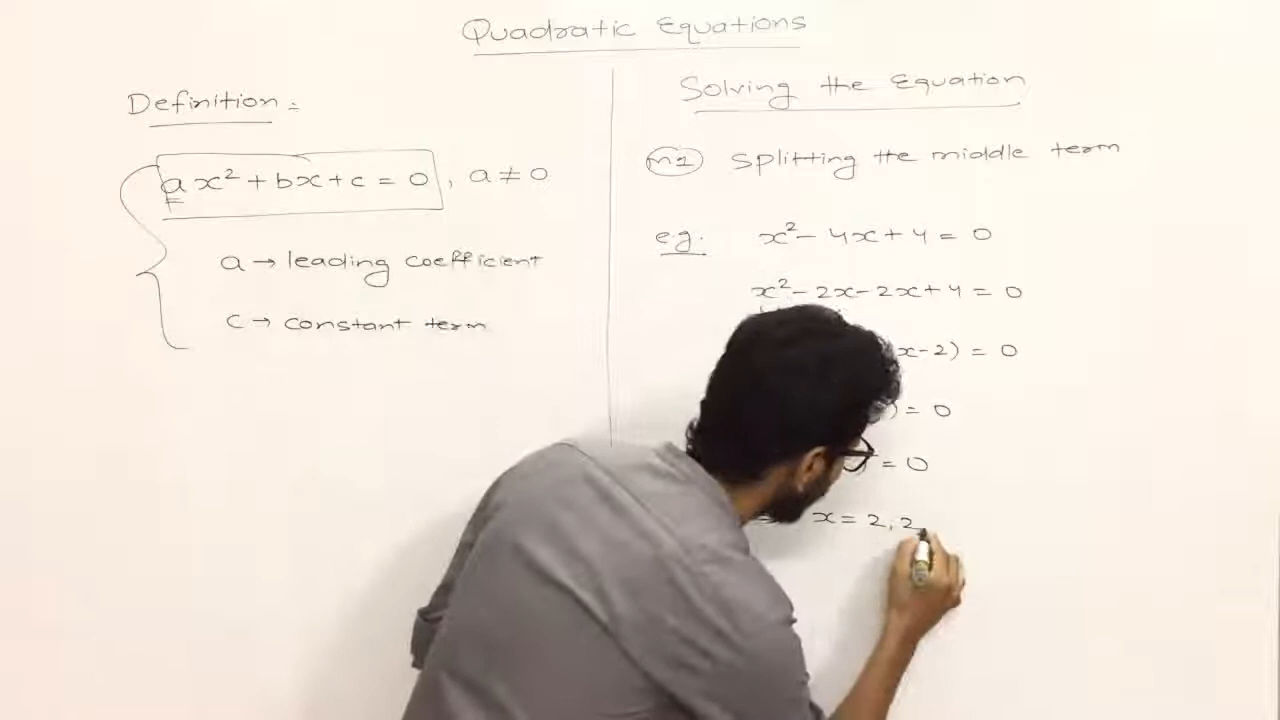 Quadratic Equations
Definition:
ax² + bx + c = 0, a ≠ 0
a → leading coefficient
c → constant term
Solving the Equation
M1 Splitting the middle term
eg: x² - 4x + 4 = 0
x² - 2x - 2x + 4 = 0
x - 2) = 0
) = 0
= 0
x = 2, 2